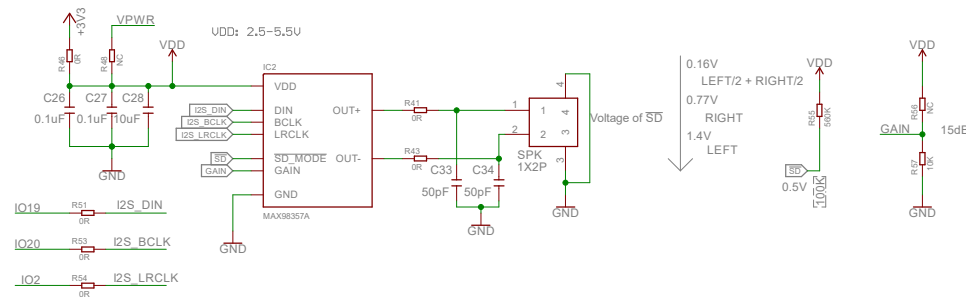 +3V3
VPWR
VDD: 2.5-5.5V
R46
0R
R48
NC
VDD
C26
0.1uF
C27
0.1uF
C28
10uF
GND
IC2
VDD
DIN
BCLK
LRCLK
SD_MODE
GAIN
GND
OUT+
OUT-
MAX98357A
I2S_DIN
I2S_BCLK
I2S_LRCLK
SD
GAIN
GND
R41
0R
R43
0R
C33
50pF
C34
50pF
GND
1
2
1
2
4
3
4
3
SPK
1X2P
GND
Voltage of SD
0.16V
LEFT/2 + RIGHT/2
0.77V
RIGHT
1.4V
LEFT
VDD
R55
560K
SD
0.5V
100K
VDD
R56
NC
GAIN
15dB
R57
10K
GND
IO19
R51
0R
I2S_DIN
IO20
R53
0R
I2S_BCLK
IO2
R54
0R
I2S_LRCLK